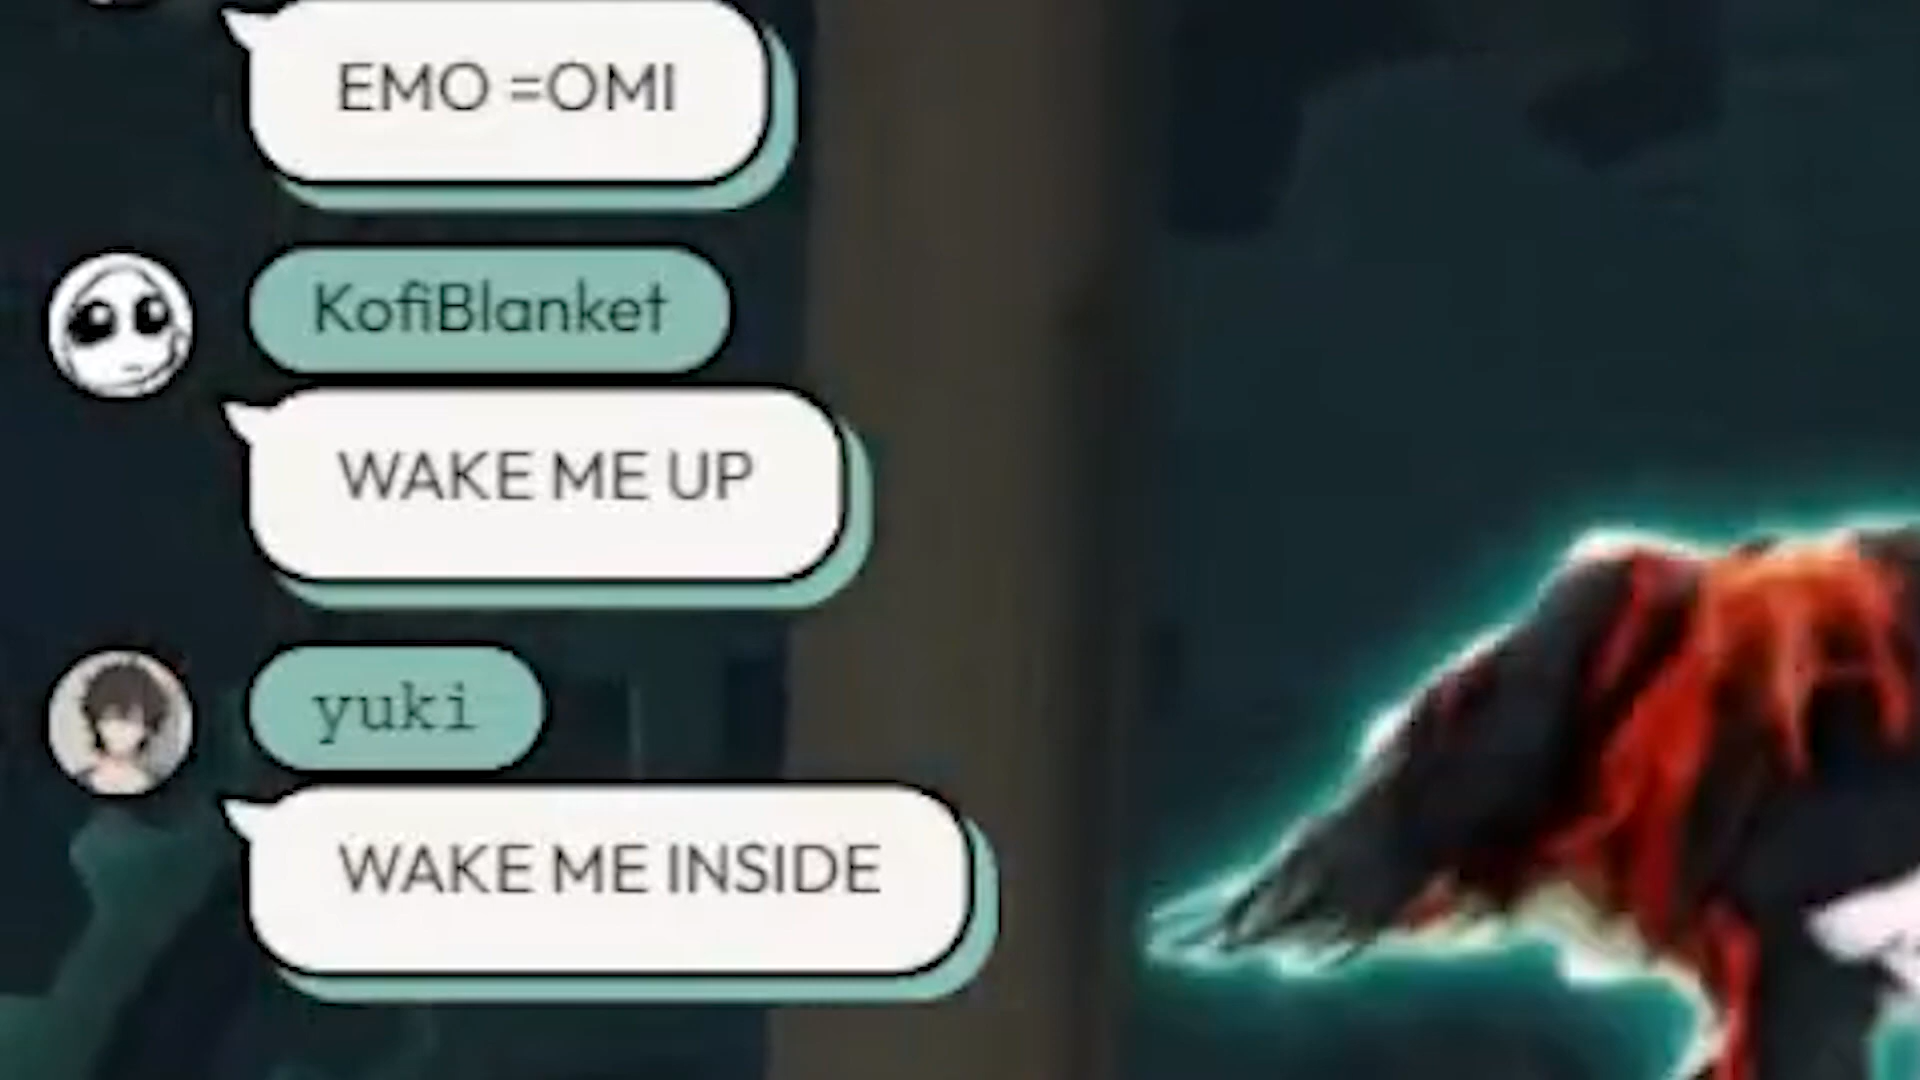 EMO =OMI
KofiBlanket
WAKE ME UP
yuki
WAKE ME INSIDE